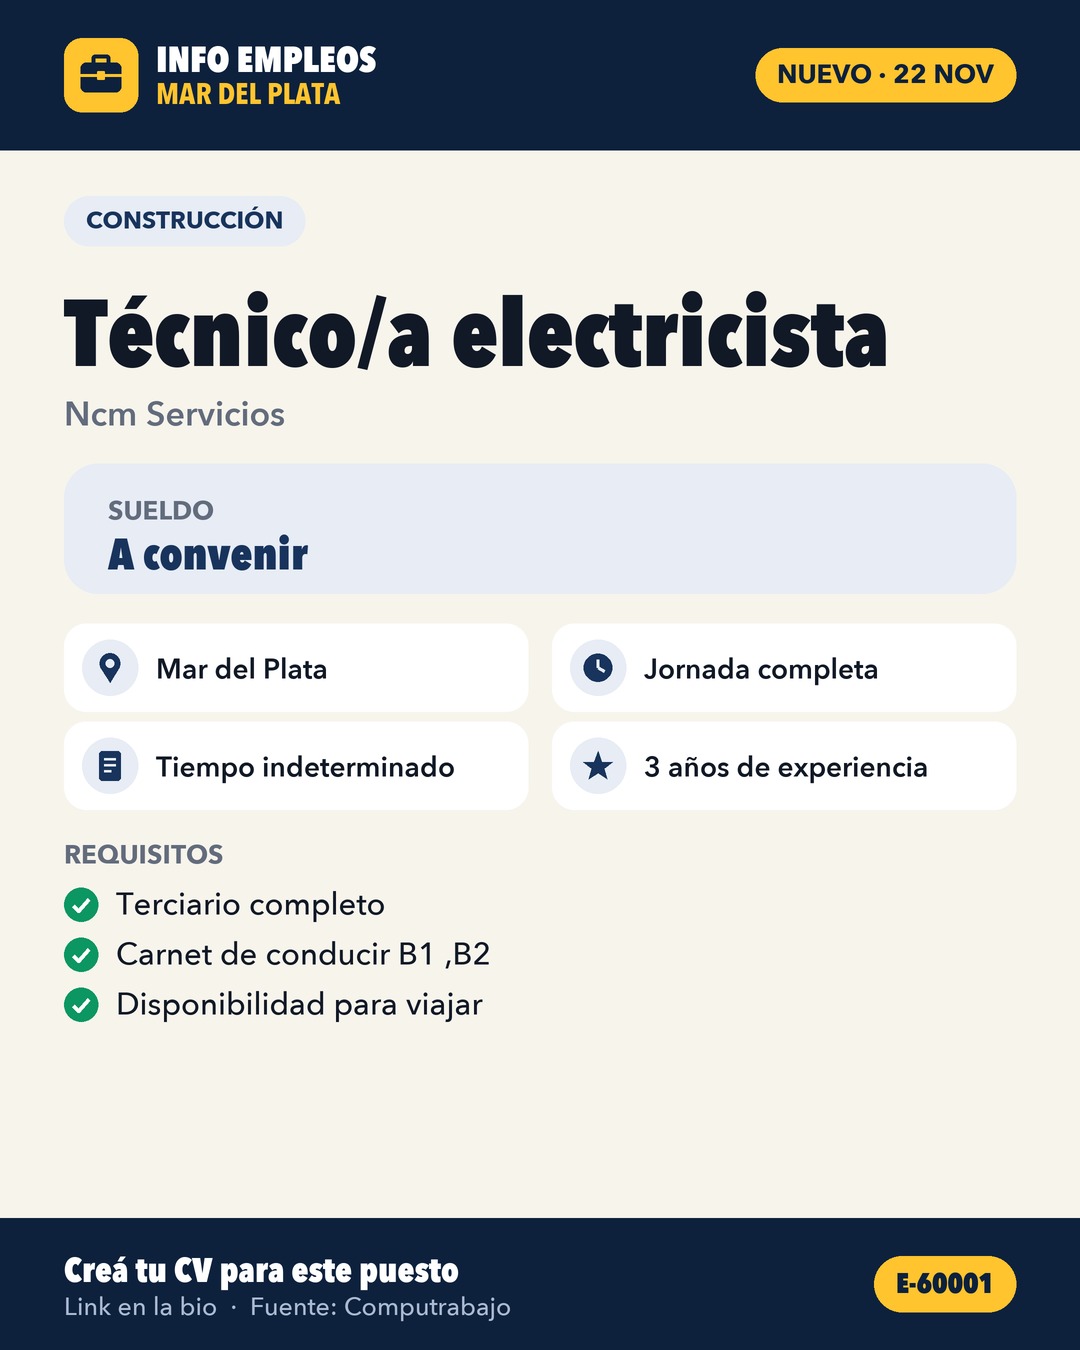 INFO EMPLEOS
MAR DEL PLATA
NUEVO · 22 NOV
CONSTRUCCIÓN
Técnico/a electricista
Ncm Servicios
SUELDO
A convenir
Mar del Plata
Jornada completa
Tiempo indeterminado
3 años de experiencia
REQUISITOS
Terciario completo
Carnet de conducir B1 ,B2
Disponibilidad para viajar
Creá tu CV para este puesto
Link en la bio · Fuente: Computrabajo
E-60001